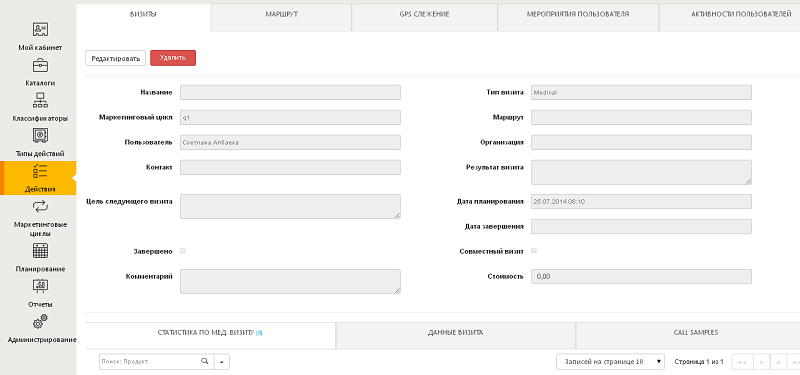 ВИЗИТЫ
МАРШРУТ
GPS СЛЕЖЕНИЕ
МЕРОПРИЯТИЯ ПОЛЬЗОВАТЕЛЯ
АКТИВНОСТИ ПОЛЬЗОВАТЕЛЕЙ
Мой кабинет
Каталоги
Классификаторы
Типы действий
Действия
Маркетинговые
циклы
Планирование
Отчеты
Администрирование
Редактировать
Удалить
Название
Тип визита
Medical
Маркетинговый цикл
q1
Маршрут
Пользователь
Светлана Албаека
Организация
Контакт
Результат визита
Цель следующего визита
Дата планирования
25.07.2014 08:10
Дата завершения
Завершено
Совместный визит
Комментарий
Стоимость
0,00
СТАТИСТИКА ПО МЕД. ВИЗИТУ (6)
ДАННЫЕ ВИЗИТА
CALL SAMPLES
Поиск: Продукт
Записей на странице 10
Страница 1 из 1
<<
<
>
>>